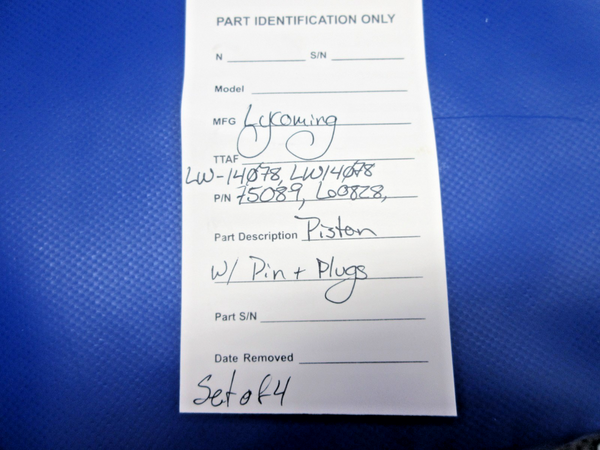 PART IDENTIFICATION ONLY
N S/N
Model
MFG Lycoming
TTAF
LW-14078, LW14078
P/N 75089, 60828,
Part Description Piston
w/ Pin + Plugs
Part S/N
Date Removed
Set of 4